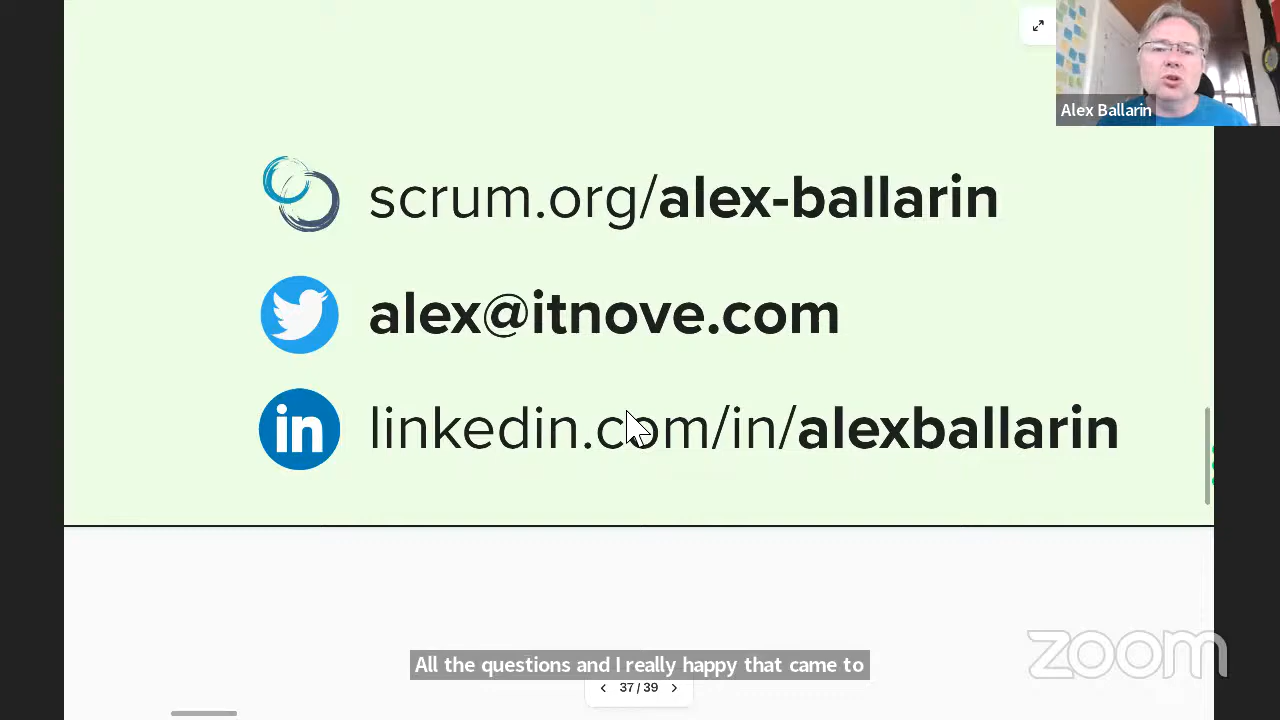 Alex Ballarin
scrum.org/alex-ballarin
alex@itnove.com
in linkedin.com/in/alexballarin
All the questions and I really happy that came to
37 / 39
zoom